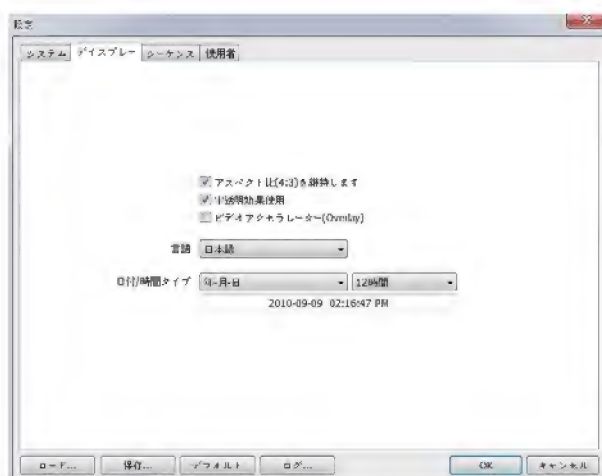 設定
システム ディスプレー シーケンス 使用者
アスペクト比(4:3)を維持します
半透明効果使用
ビデオアクセラレーター(Overlay)
言語 日本語
日付/時間タイプ 年-月-日 12時間
2010-09-09 02:16:47 PM
ロード... 保存... デフォルト ログ... OK キャンセル